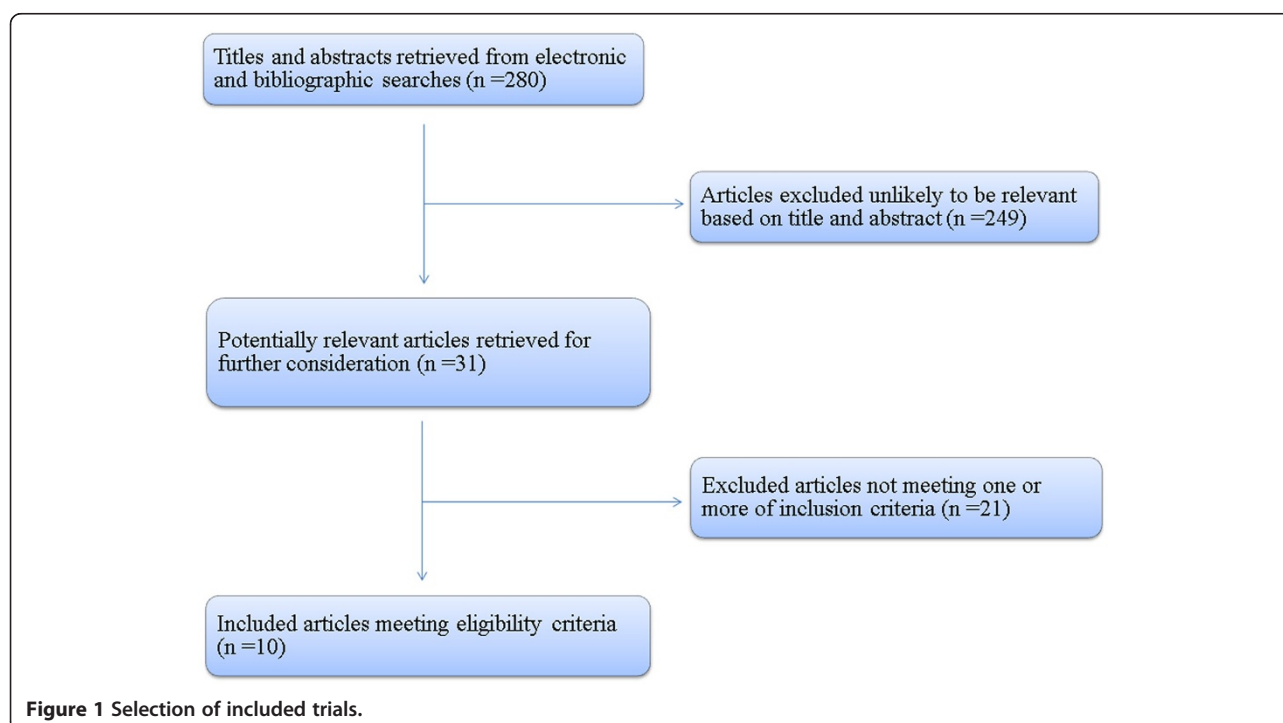 Titles and abstracts retrieved from electronic
and bibliographic searches (n =280)
Articles excluded unlikely to be relevant
based on title and abstract (n =249)
Potentially relevant articles retrieved for
further consideration (n =31)
Excluded articles not meeting one or
more of inclusion criteria (n =21)
Included articles meeting eligibility criteria
(n =10)
Figure 1 Selection of included trials.